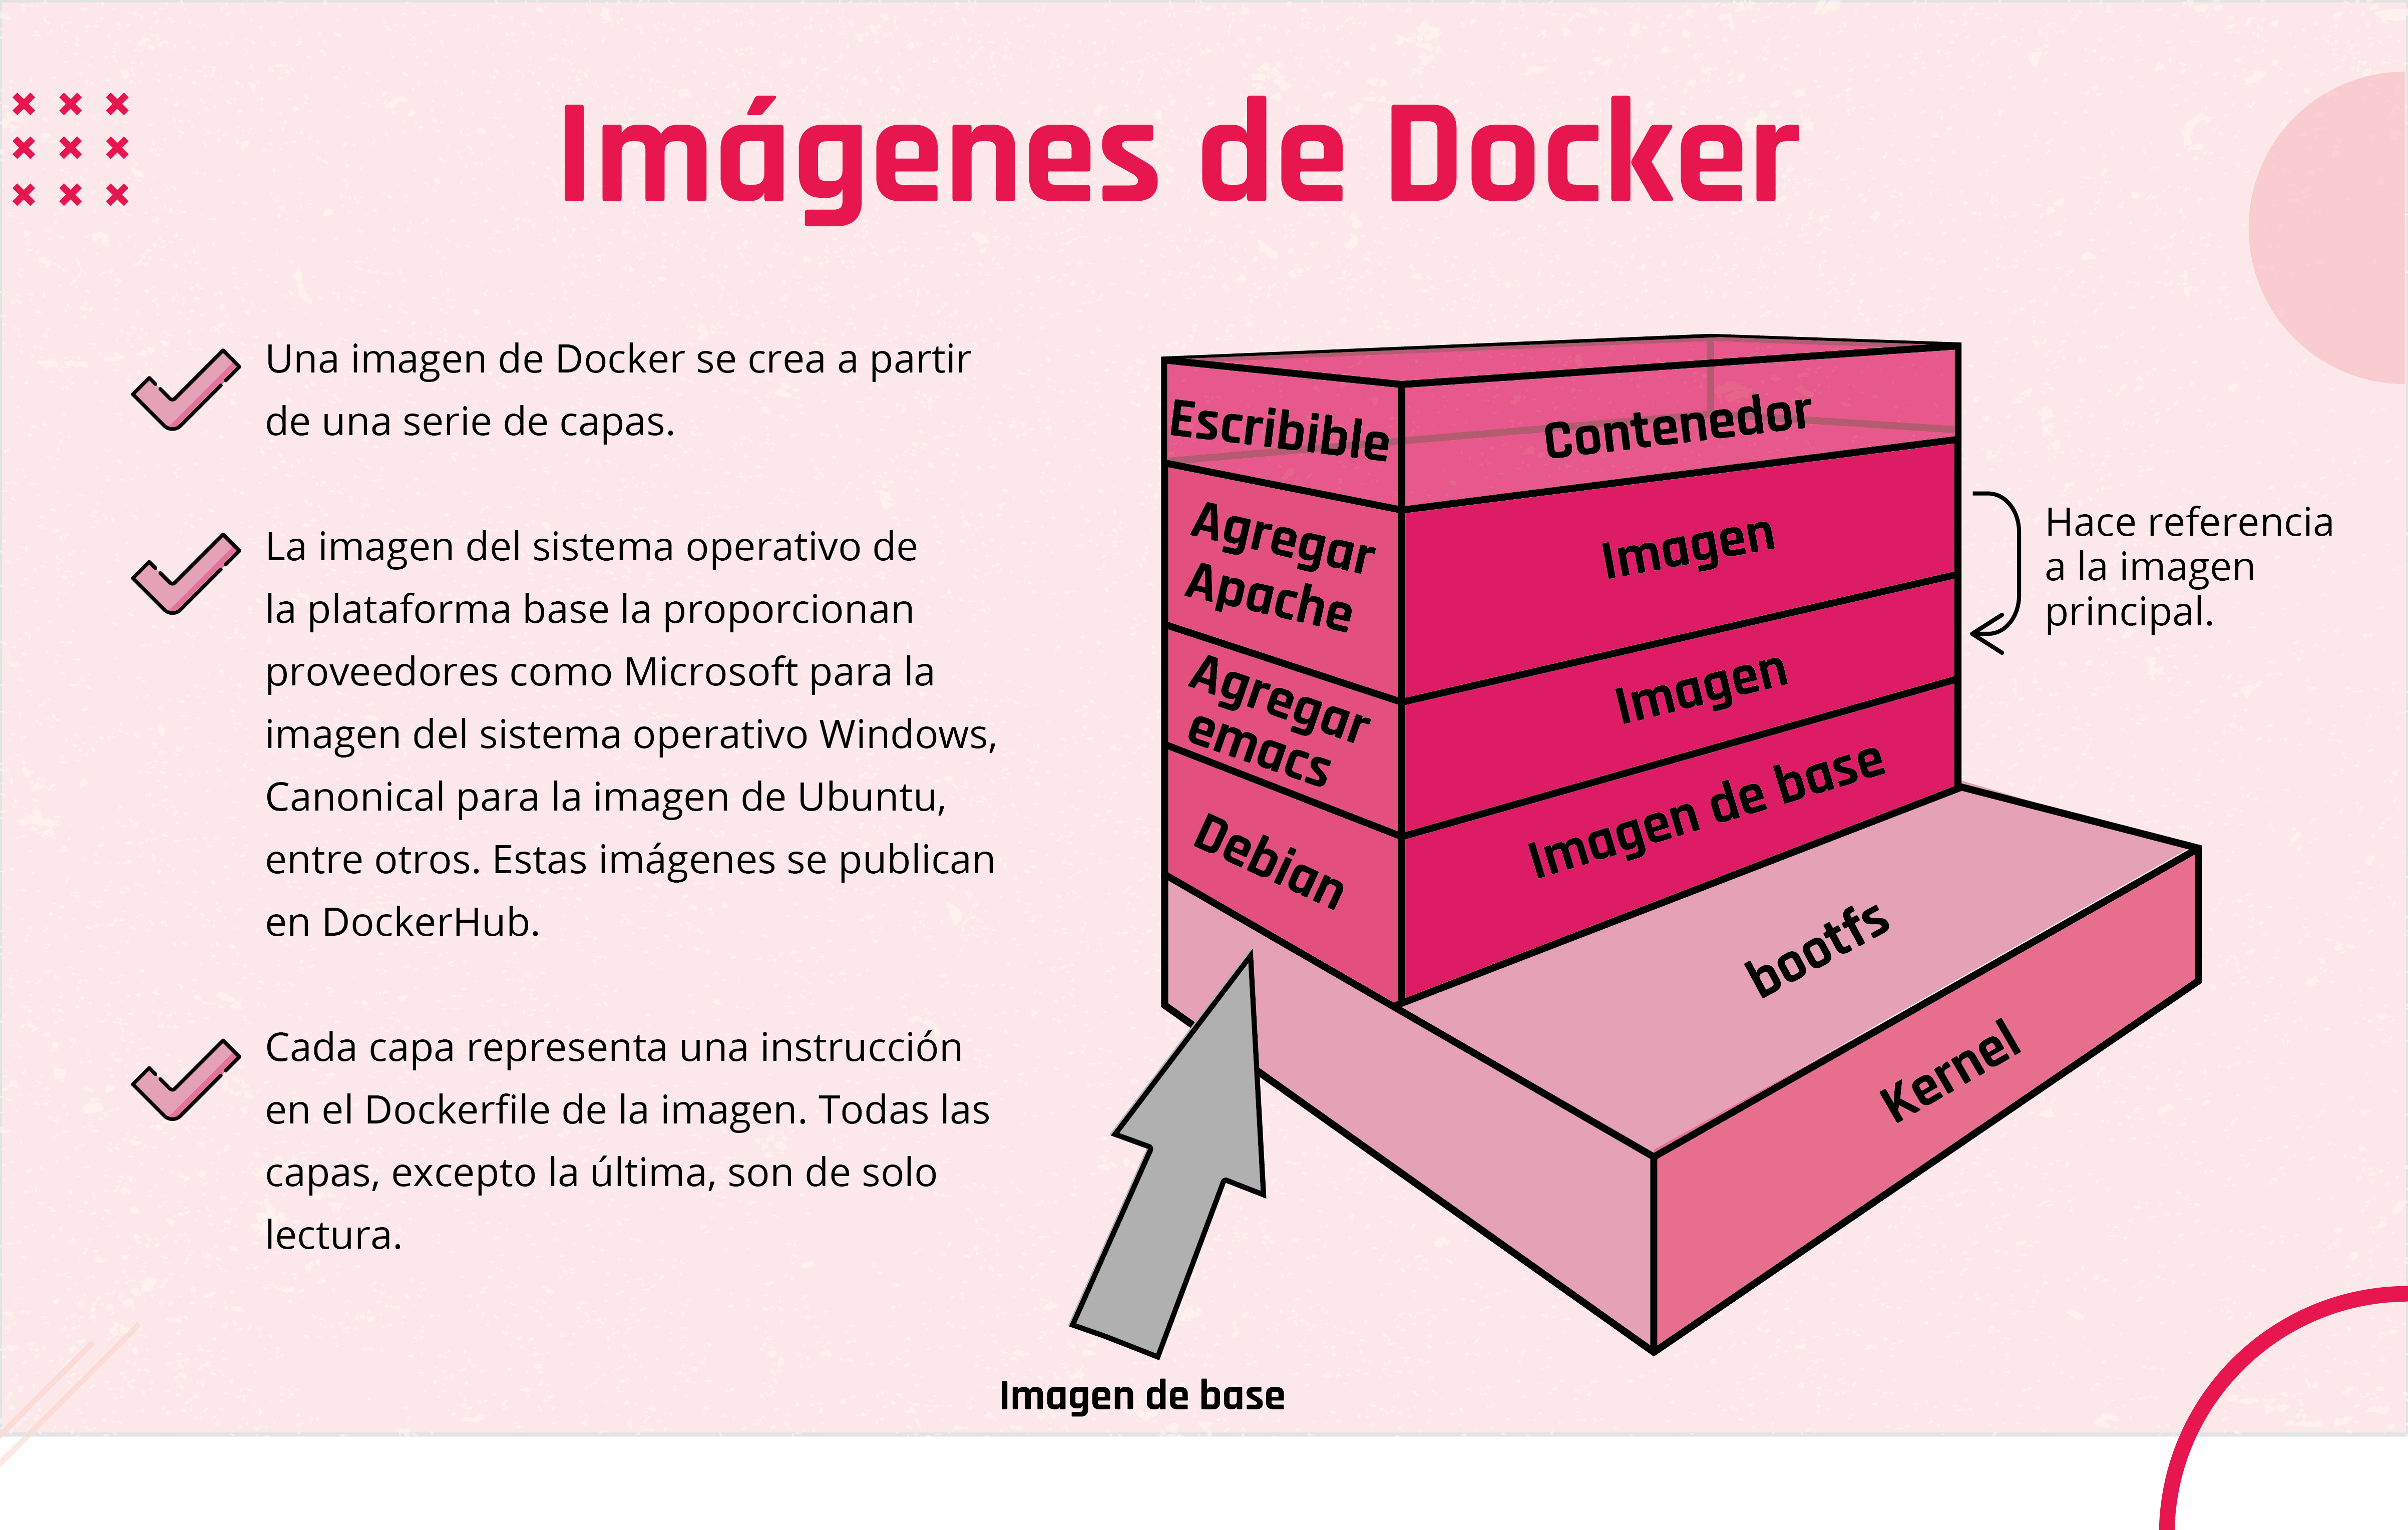 Imágenes de Docker
Una imagen de Docker se crea a partir
de una serie de capas.
La imagen del sistema operativo de
la plataforma base la proporcionan
proveedores como Microsoft para la
imagen del sistema operativo Windows,
Canonical para la imagen de Ubuntu,
entre otros. Estas imágenes se publican
en DockerHub.
Cada capa representa una instrucción
en el Dockerfile de la imagen. Todas las
capas, excepto la última, son de solo
lectura.
Escribible
Contenedor
Agregar
Apache
Imagen
Agregar
emacs
Imagen
Debian
Imagen de base
bootfs
Kernel
Hace referencia
a la imagen
principal.
Imagen de base